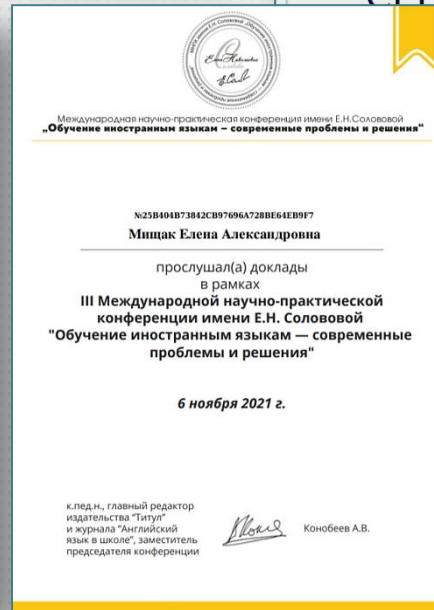 Международная научно-практическая конференция имени Е.Н.Солововой
„Обучение иностранным языкам – современные проблемы и решения“
№25B404B73842CB97696A728BE64EB9F7
Мищак Елена Александровна
прослушал(а) доклады
в рамках
III Международной научно-практической
конференции имени Е.Н. Солововой
"Обучение иностранным языкам — современные
проблемы и решения"
6 ноября 2021 г.
к.пед.н., главный редактор
издательства "Титул"
и журнала "Английский
язык в школе", заместитель
председателя конференции
Конобеев А.В.